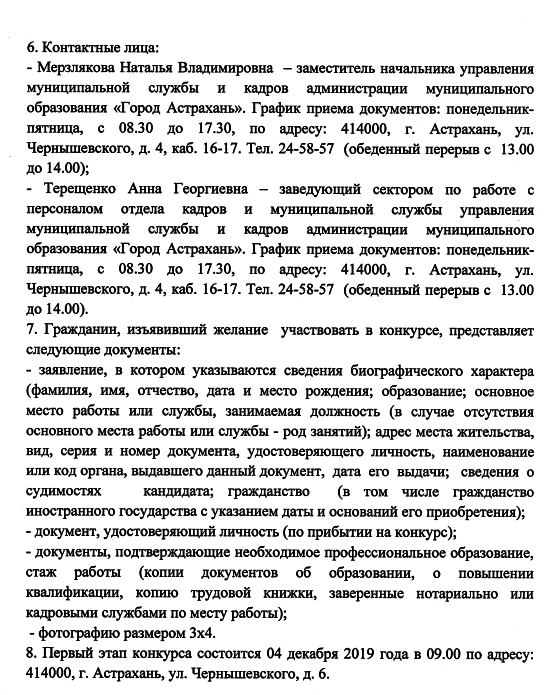 6. Контактные лица:
- Мерзлякова Наталья Владимировна – заместитель начальника управления
муниципальной службы и кадров администрации муниципального
образования «Город Астрахань». График приема документов: понедельник-
пятница, с 08.30 до 17.30, по адресу: 414000, г. Астрахань, ул.
Чернышевского, д. 4, каб. 16-17. Тел. 24-58-57 (обеденный перерыв с 13.00
до 14.00);
- Терещенко Анна Георгиевна – заведующий сектором по работе с
персоналом отдела кадров и муниципальной службы управления
муниципальной службы и кадров администрации муниципального
образования «Город Астрахань». График приема документов: понедельник-
пятница, с 08.30 до 17.30, по адресу: 414000, г. Астрахань, ул.
Чернышевского, д. 4, каб. 16-17. Тел. 24-58-57 (обеденный перерыв с 13.00
до 14.00).
7. Гражданин, изъявивший желание участвовать в конкурсе, представляет
следующие документы:
- заявление, в котором указываются сведения биографического характера
(фамилия, имя, отчество, дата и место рождения; образование; основное
место работы или службы, занимаемая должность (в случае отсутствия
основного места работы или службы - род занятий); адрес места жительства,
вид, серия и номер документа, удостоверяющего личность, наименование
или код органа, выдавшего данный документ, дата его выдачи; сведения о
судимостях кандидата; гражданство (в том числе гражданство
иностранного государства с указанием даты и оснований его приобретения);
- документ, удостоверяющий личность (по прибытии на конкурс);
- документы, подтверждающие необходимое профессиональное образование,
стаж работы (копии документов об образовании, о повышении
квалификации, копию трудовой книжки, заверенные нотариально или
кадровыми службами по месту работы);
- фотографию размером 3х4.
8. Первый этап конкурса состоится 04 декабря 2019 года в 09.00 по адресу:
414000, г. Астрахань, ул. Чернышевского, д. 6.